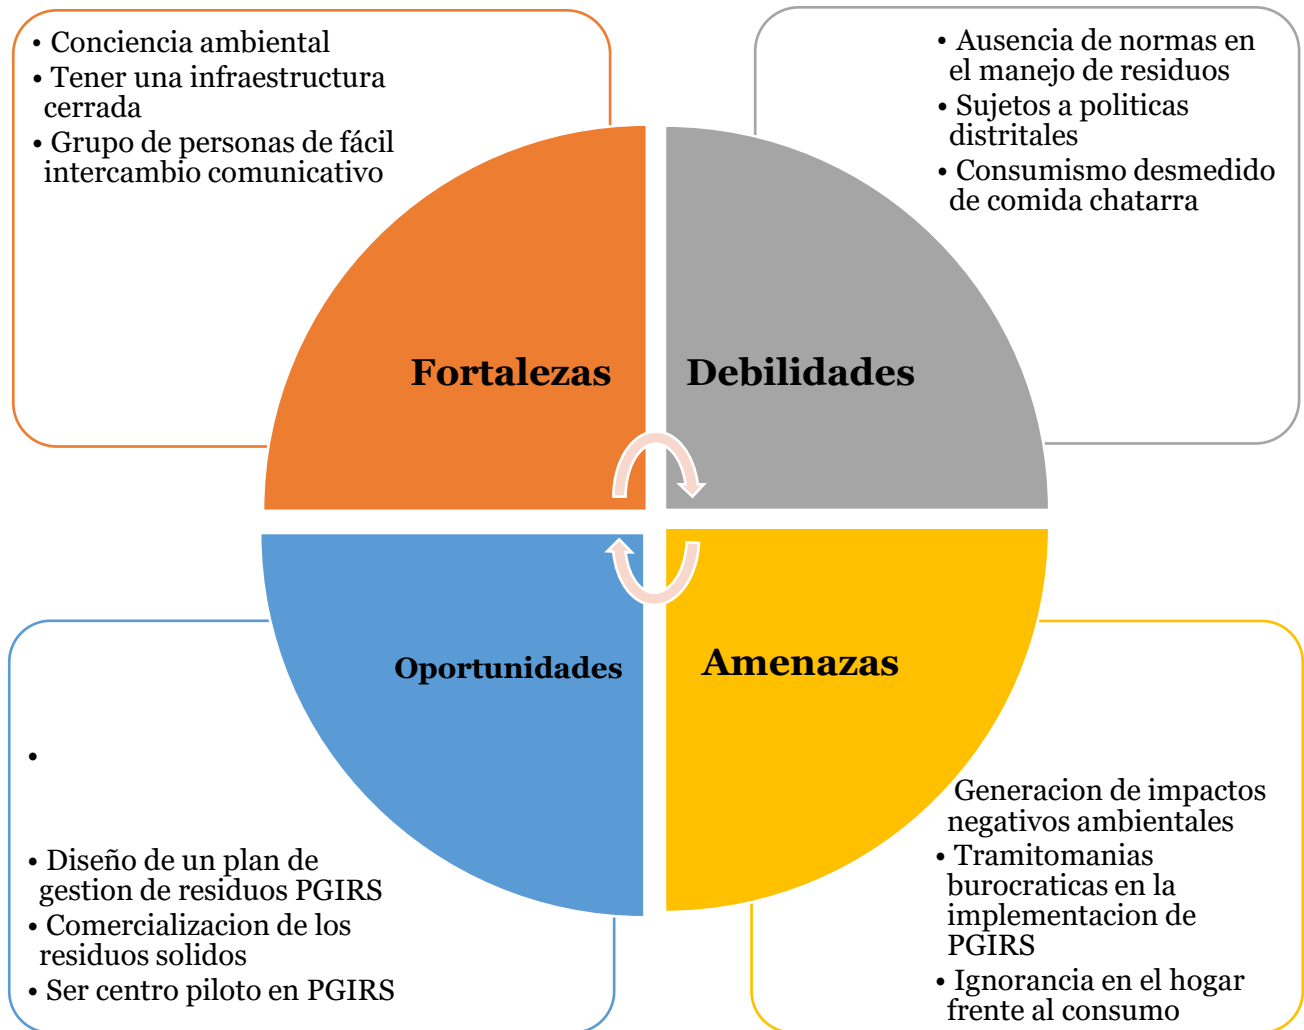 • Conciencia ambiental
• Tener una infraestructura
cerrada
• Grupo de personas de fácil
intercambio comunicativo
• Ausencia de normas en
el manejo de residuos
• Sujetos a politicas
distritales
• Consumismo desmedido
de comida chatarra
Fortalezas
Debilidades
Oportunidades
Amenazas
•
• Diseño de un plan de
gestion de residuos PGIRS
• Comercializacion de los
residuos solidos
• Ser centro piloto en PGIRS
Generacion de impactos
negativos ambientales
• Tramitomanias
burocraticas en la
implementacion de
PGIRS
• Ignorancia en el hogar
frente al consumo